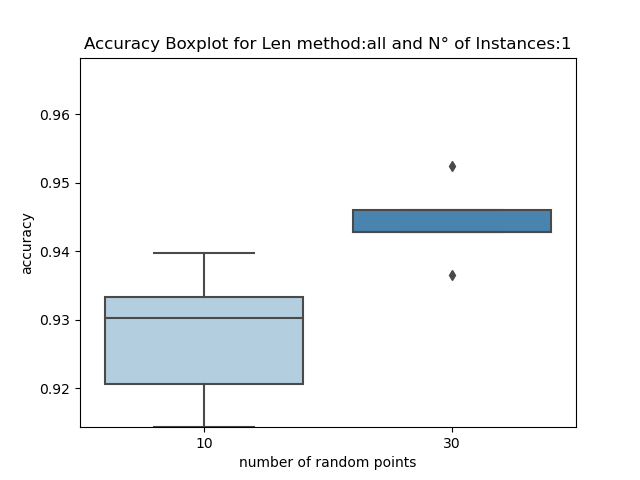 Accuracy Boxplot for Len method:all and N° of Instances:1
0.96
0.95
0.94
0.93
0.92
accuracy
10 30
number of random points